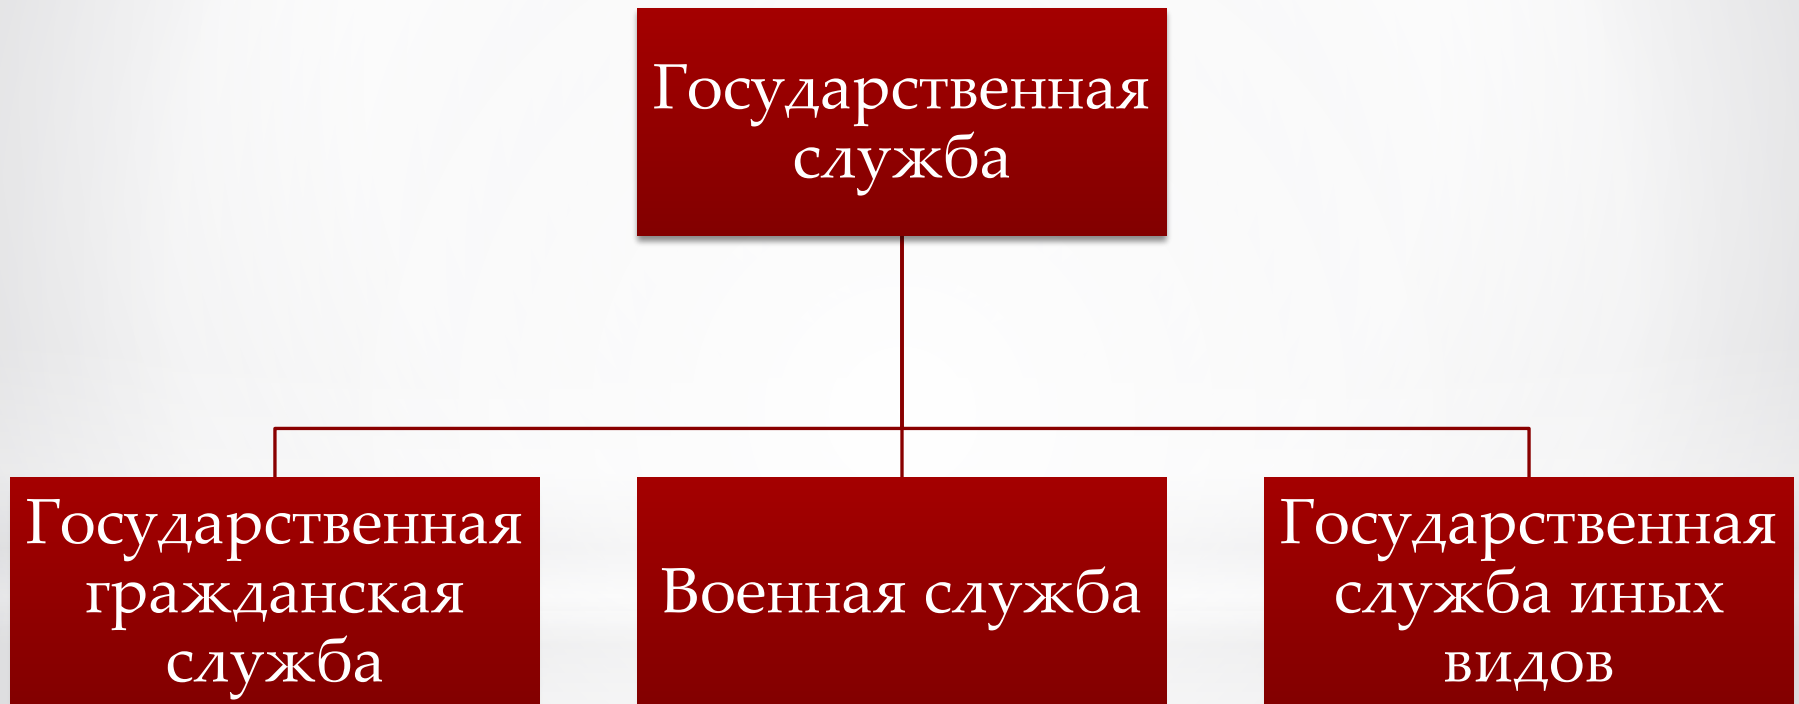 Государственная
служба
Государственная
гражданская
служба
Военная служба
Государственная
служба иных
видов